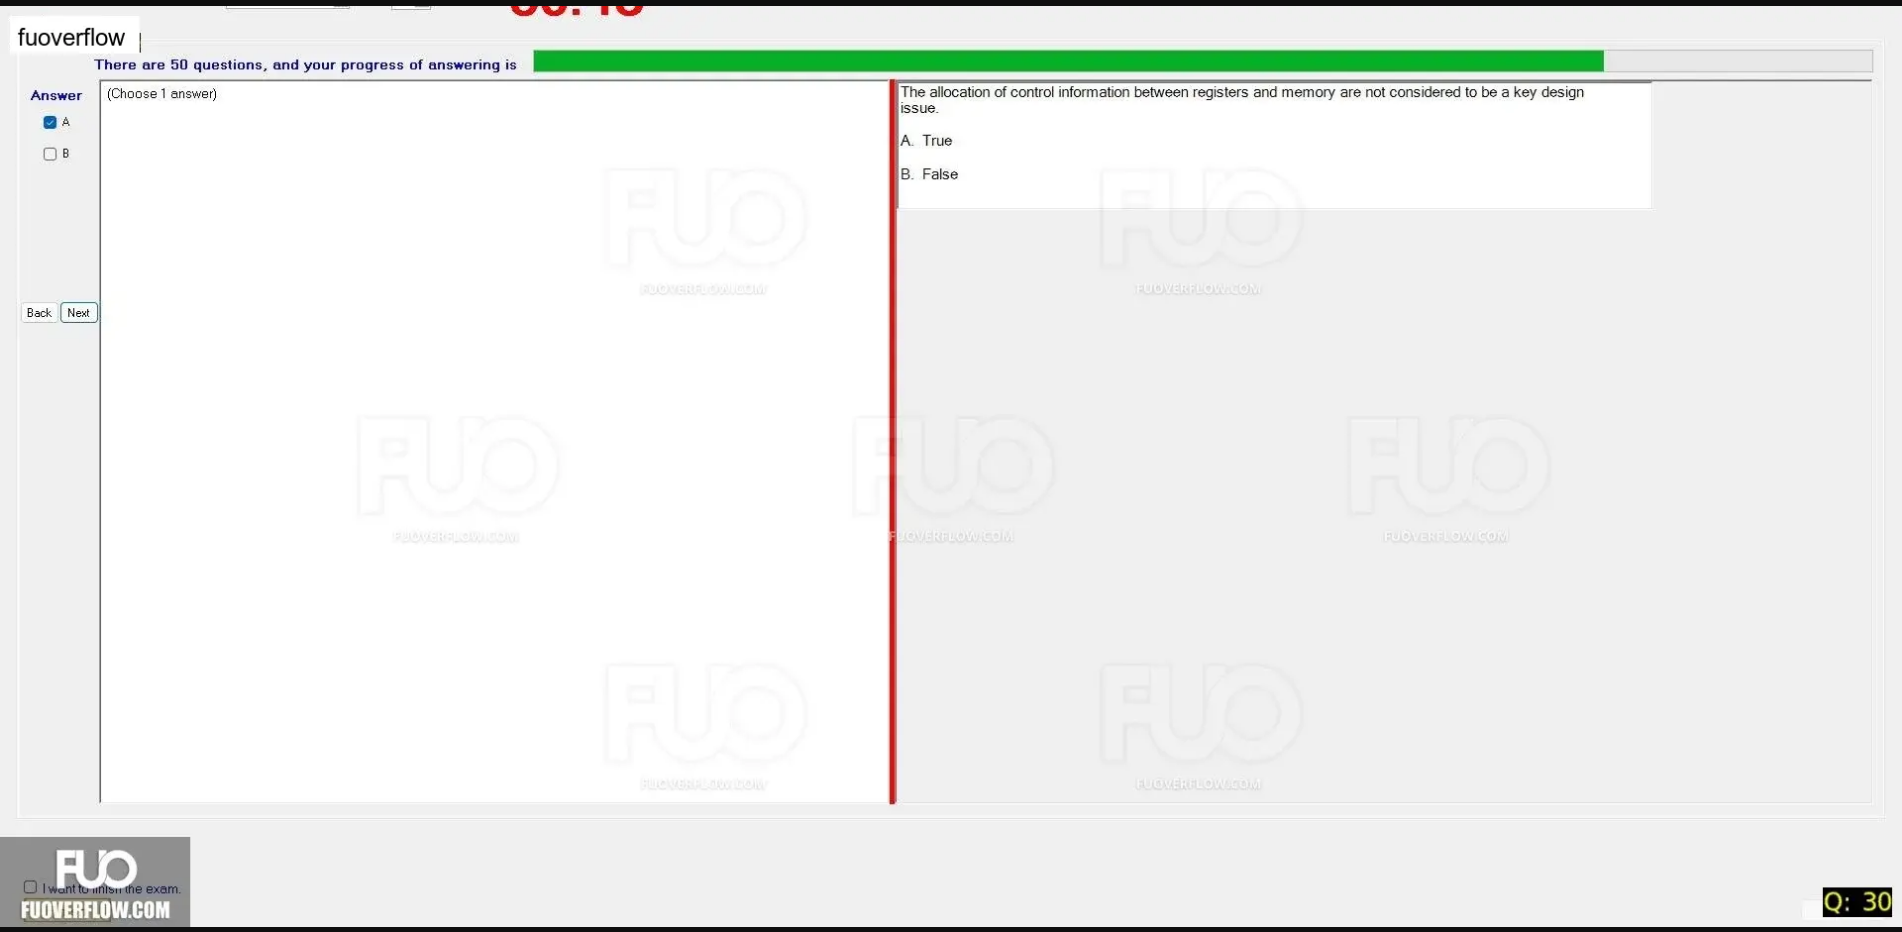 fuoverflow
There are 50 questions, and your progress of answering is
Answer
(Choose 1 answer)
A
B
Back Next
The allocation of control information between registers and memory are not considered to be a key design
issue.
A. True
B. False
FUO
FUOVERFLOW.COM
FUO
FUOVERFLOW.COM
FUO
FUOVERFLOW.COM
FUO
FUOVERFLOW.COM
FUO
FUOVERFLOW.COM
FUO
FUOVERFLOW.COM
FUO
FUOVERFLOW.COM
FUO
I want to finish the exam.
FUOVERFLOW.COM
Q: 30